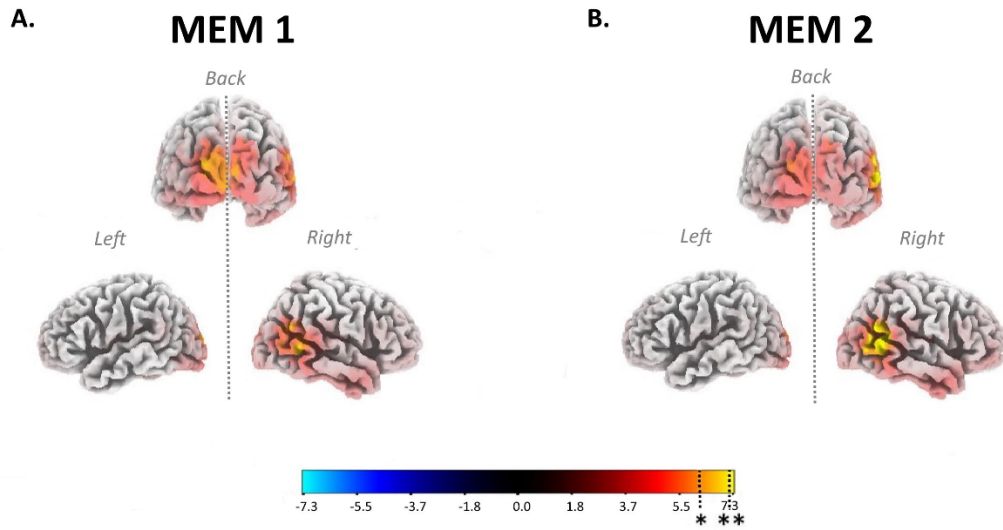 A.
MEM 1
Back
Left
Right
B.
MEM 2
Back
Left
Right
-7.3 -5.5 -3.7 -1.8 0.0 1.8 3.7 5.5 7.3
* **